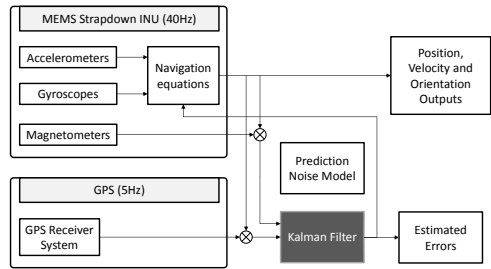 MEMS Strapdown INU (40Hz)
Accelerometers
Gyroscopes
Magnetometers
Navigation
equations
Position,
Velocity and
Orientation
Outputs
Prediction
Noise Model
GPS (5Hz)
GPS Receiver
System
Kalman Filter
Estimated
Errors